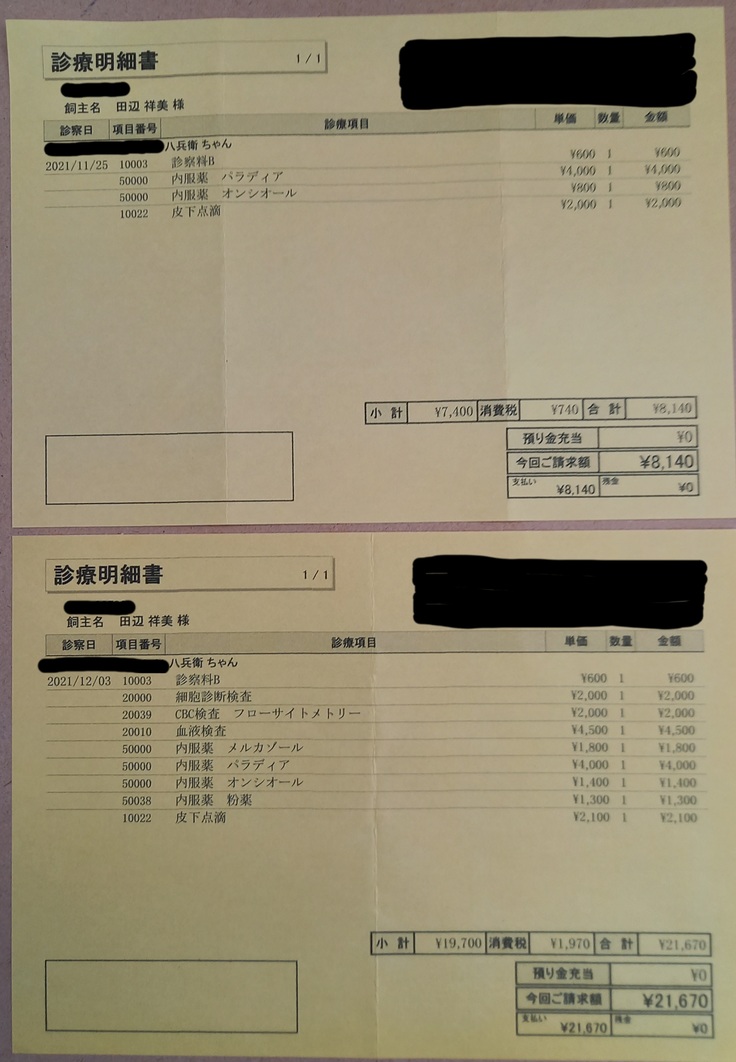 診療明細書 1/1
飼主名 田辺 祥美 様
診察日 項目番号 診療項目 単価 数量 金額
八兵衛 ちゃん
2021/11/25 10003 診察料B ¥600 1 ¥600
50000 内服薬 パラディア ¥4,000 1 ¥4,000
50000 内服薬 オンシオール ¥800 1 ¥800
10022 皮下点滴 ¥2,000 1 ¥2,000
小計 ¥7,400 消費税 ¥740 合計 ¥8,140
預り金充当 ¥0
今回ご請求額 ¥8,140
支払い ¥8,140 残金 ¥0
診療明細書 1/1
飼主名 田辺 祥美 様
診察日 項目番号 診療項目 単価 数量 金額
八兵衛 ちゃん
2021/12/03 10003 診察料B ¥600 1 ¥600
20000 細胞診断検査 ¥2,000 1 ¥2,000
20039 CBC検査 フローサイトメトリー ¥2,000 1 ¥2,000
20010 血液検査 ¥4,500 1 ¥4,500
50000 内服薬 メルカゾール ¥1,800 1 ¥1,800
50000 内服薬 パラディア ¥4,000 1 ¥4,000
50000 内服薬 オンシオール ¥1,400 1 ¥1,400
50038 内服薬 粉薬 ¥1,300 1 ¥1,300
10022 皮下点滴 ¥2,100 1 ¥2,100
小計 ¥19,700 消費税 ¥1,970 合計 ¥21,670
預り金充当 ¥0
今回ご請求額 ¥21,670
支払い ¥21,670 残金 ¥0